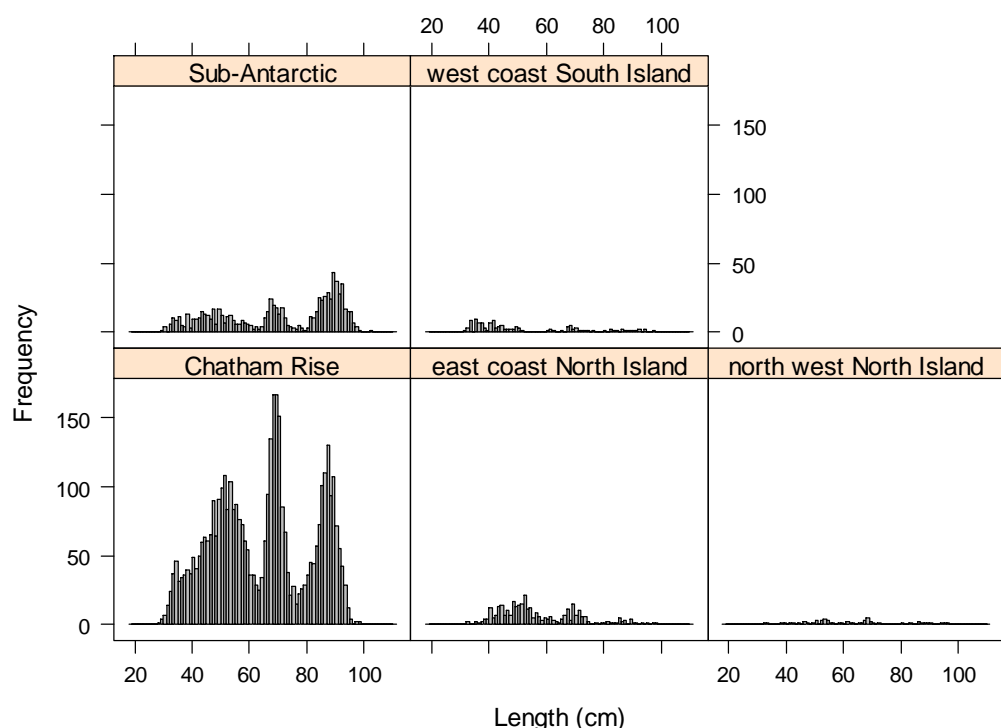 20 40 60 80 100
Sub-Antarctic
west coast South Island
150
100
50
0
Frequency
Chatham Rise
east coast North Island
north west North Island
150
100
50
0
20 40 60 80 100
20 40 60 80 100
Length (cm)